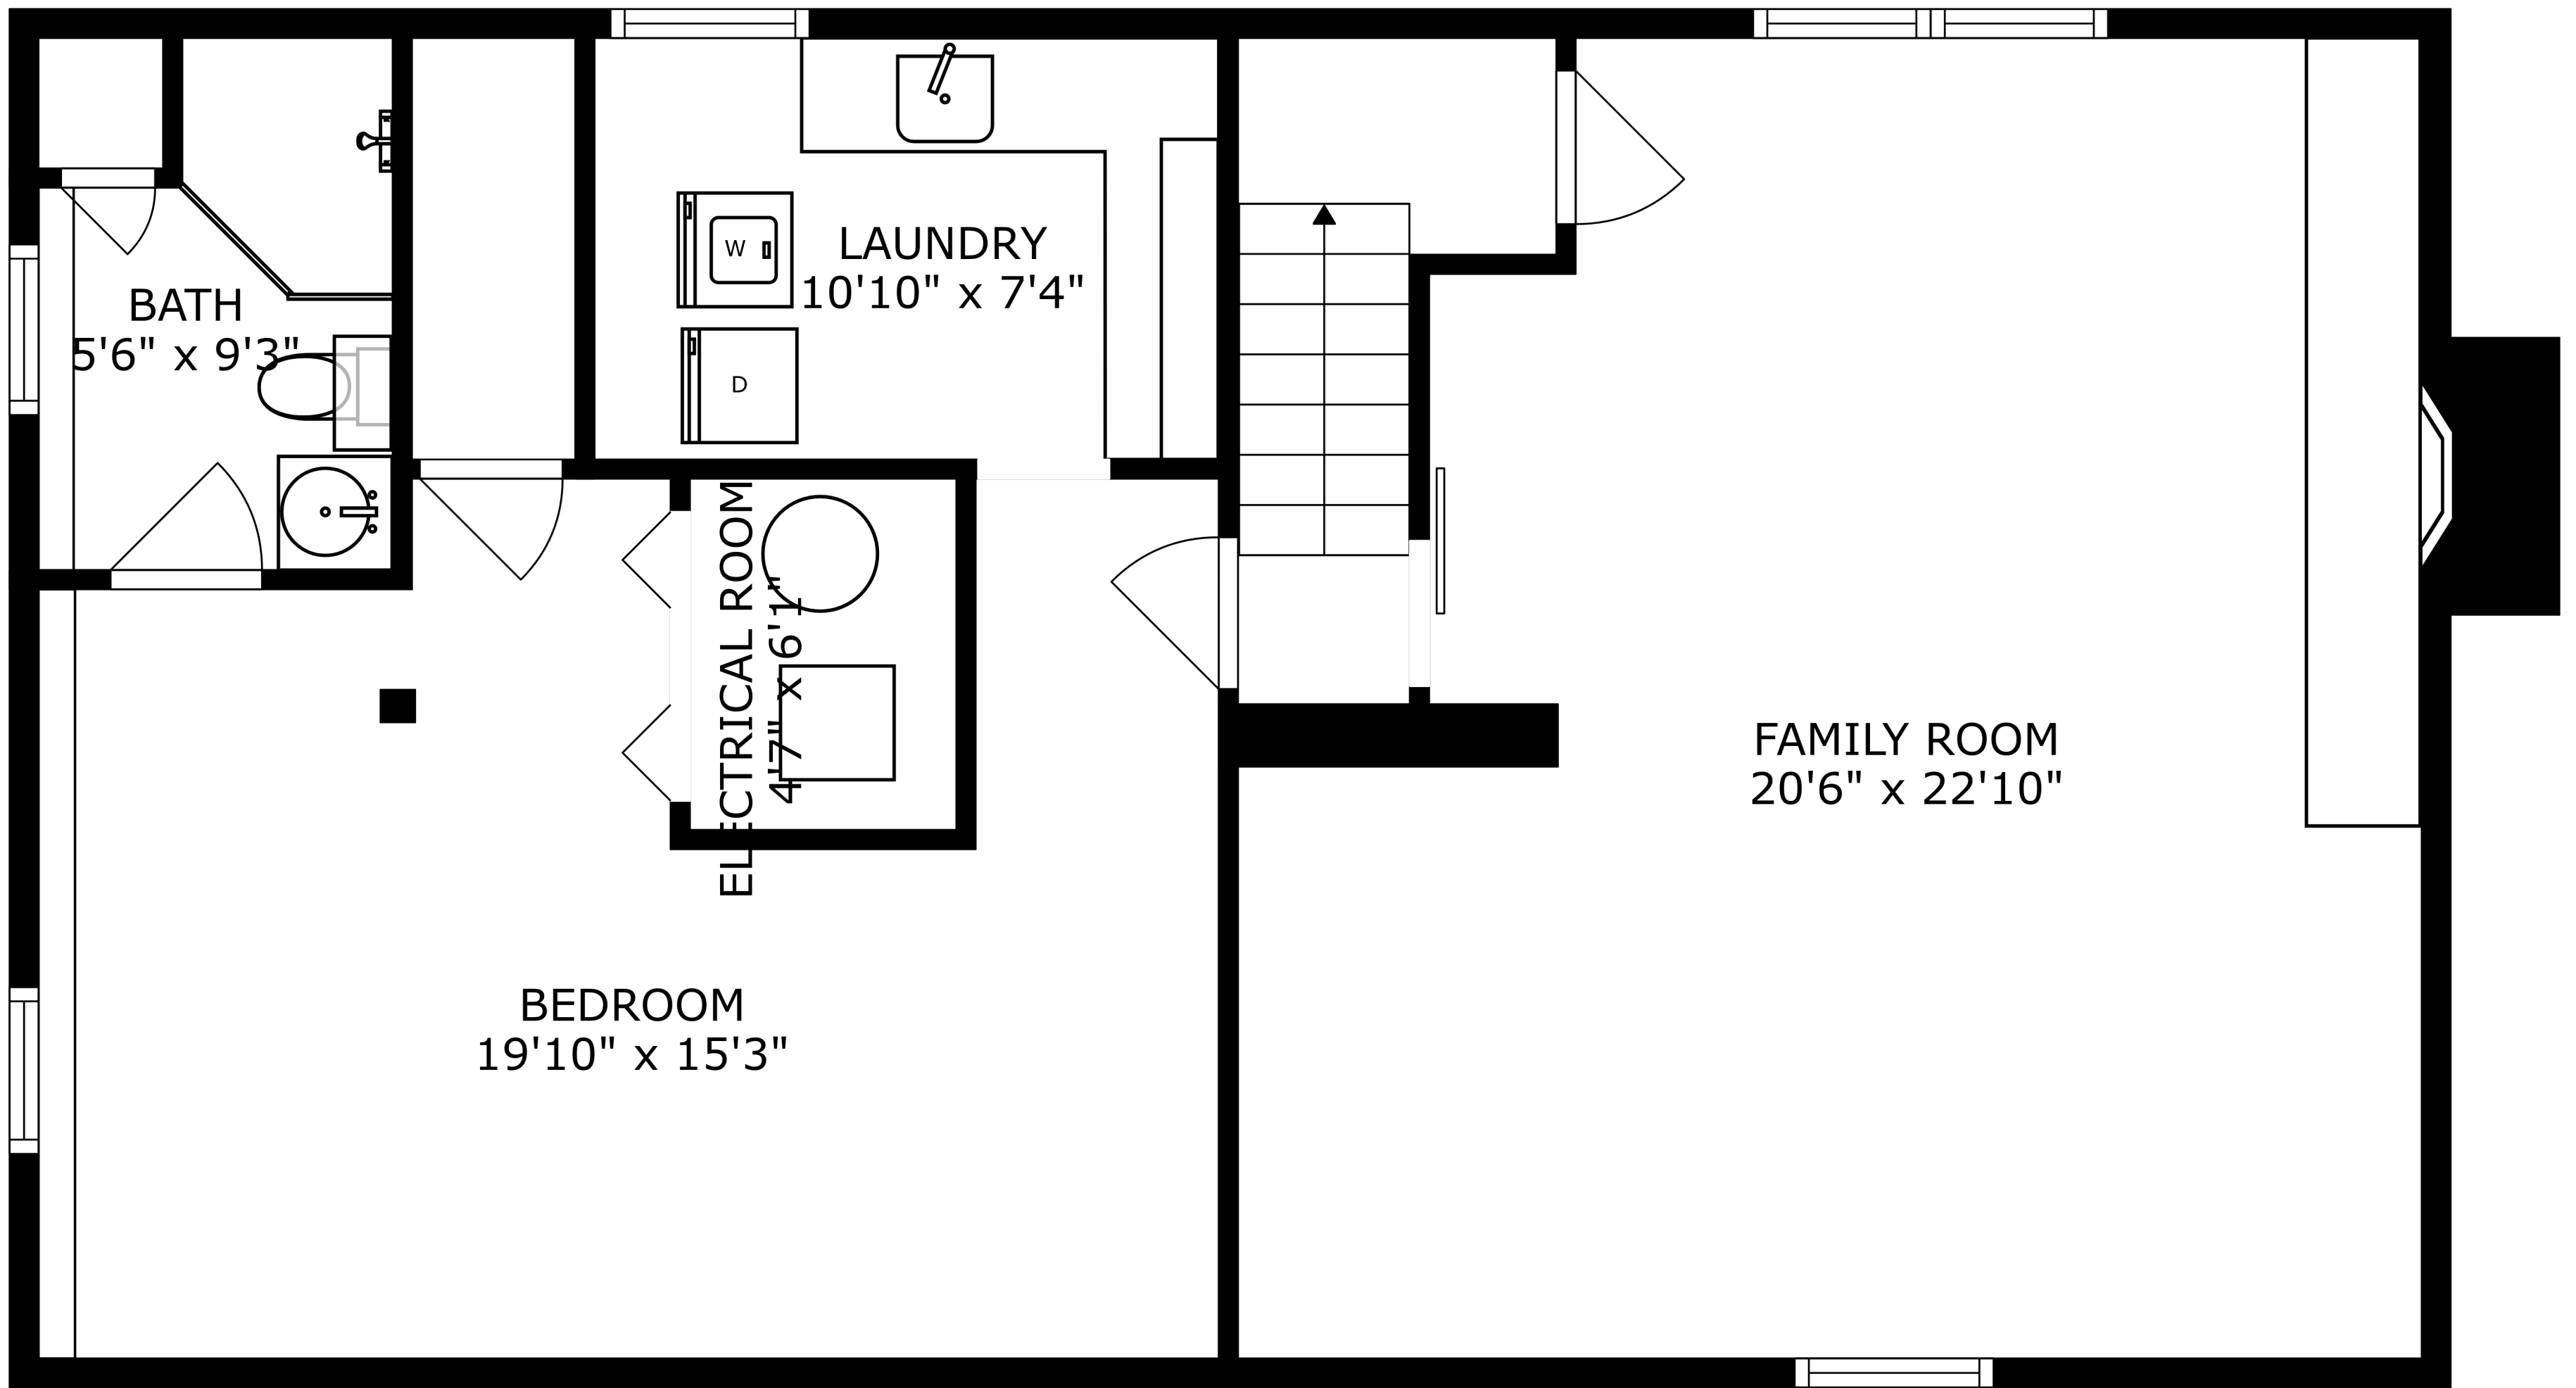 BATH
5'6" x 9'3"
W
D
LAUNDRY
10'10" x 7'4"
ELECTRICAL ROOM
4'7" x 6'1"
FAMILY ROOM
20'6" x 22'10"
BEDROOM
19'10" x 15'3"